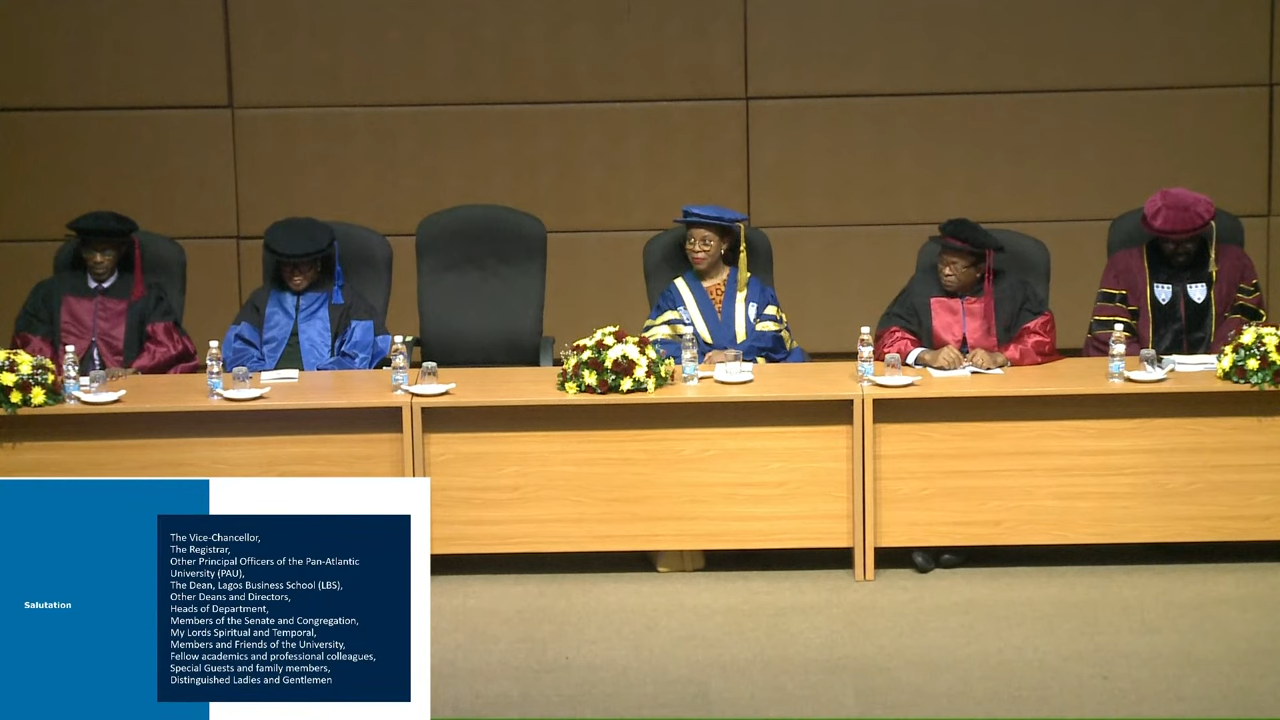 Salutation
The Vice-Chancellor,
The Registrar,
Other Principal Officers of the Pan-Atlantic
University (PAU),
The Dean, Lagos Business School (LBS),
Other Deans and Directors,
Heads of Department,
Members of the Senate and Congregation,
My Lords Spiritual and Temporal,
Members and Friends of the University,
Fellow academics and professional colleagues,
Special Guests and family members,
Distinguished Ladies and Gentlemen